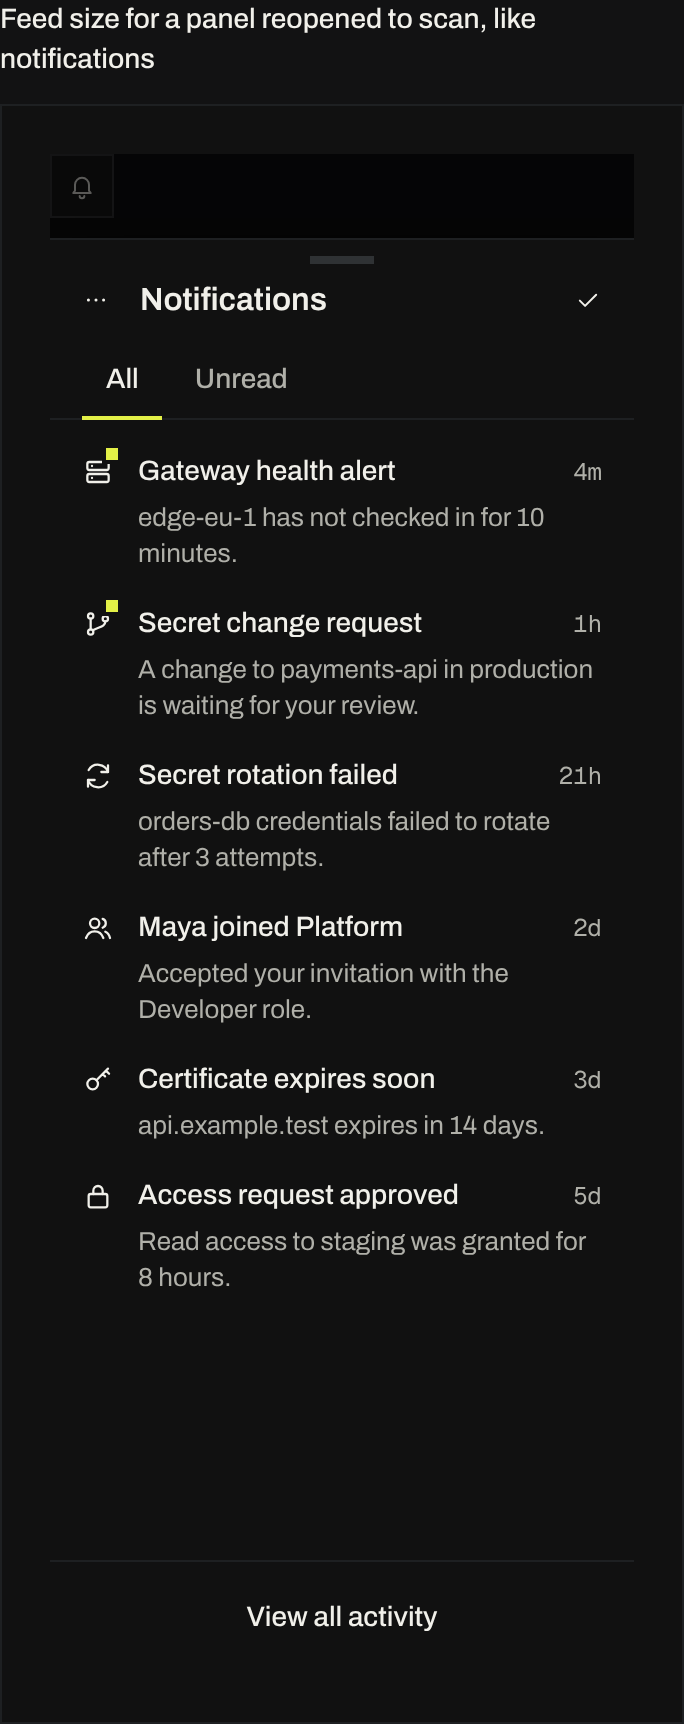 Feed size for a panel reopened to scan, like
notifications
Notifications
All Unread
Gateway health alert 4m
edge-eu-1 has not checked in for 10
minutes.
Secret change request 1h
A change to payments-api in production
is waiting for your review.
Secret rotation failed 21h
orders-db credentials failed to rotate
after 3 attempts.
Maya joined Platform 2d
Accepted your invitation with the
Developer role.
Certificate expires soon 3d
api.example.test expires in 14 days.
Access request approved 5d
Read access to staging was granted for
8 hours.
View all activity